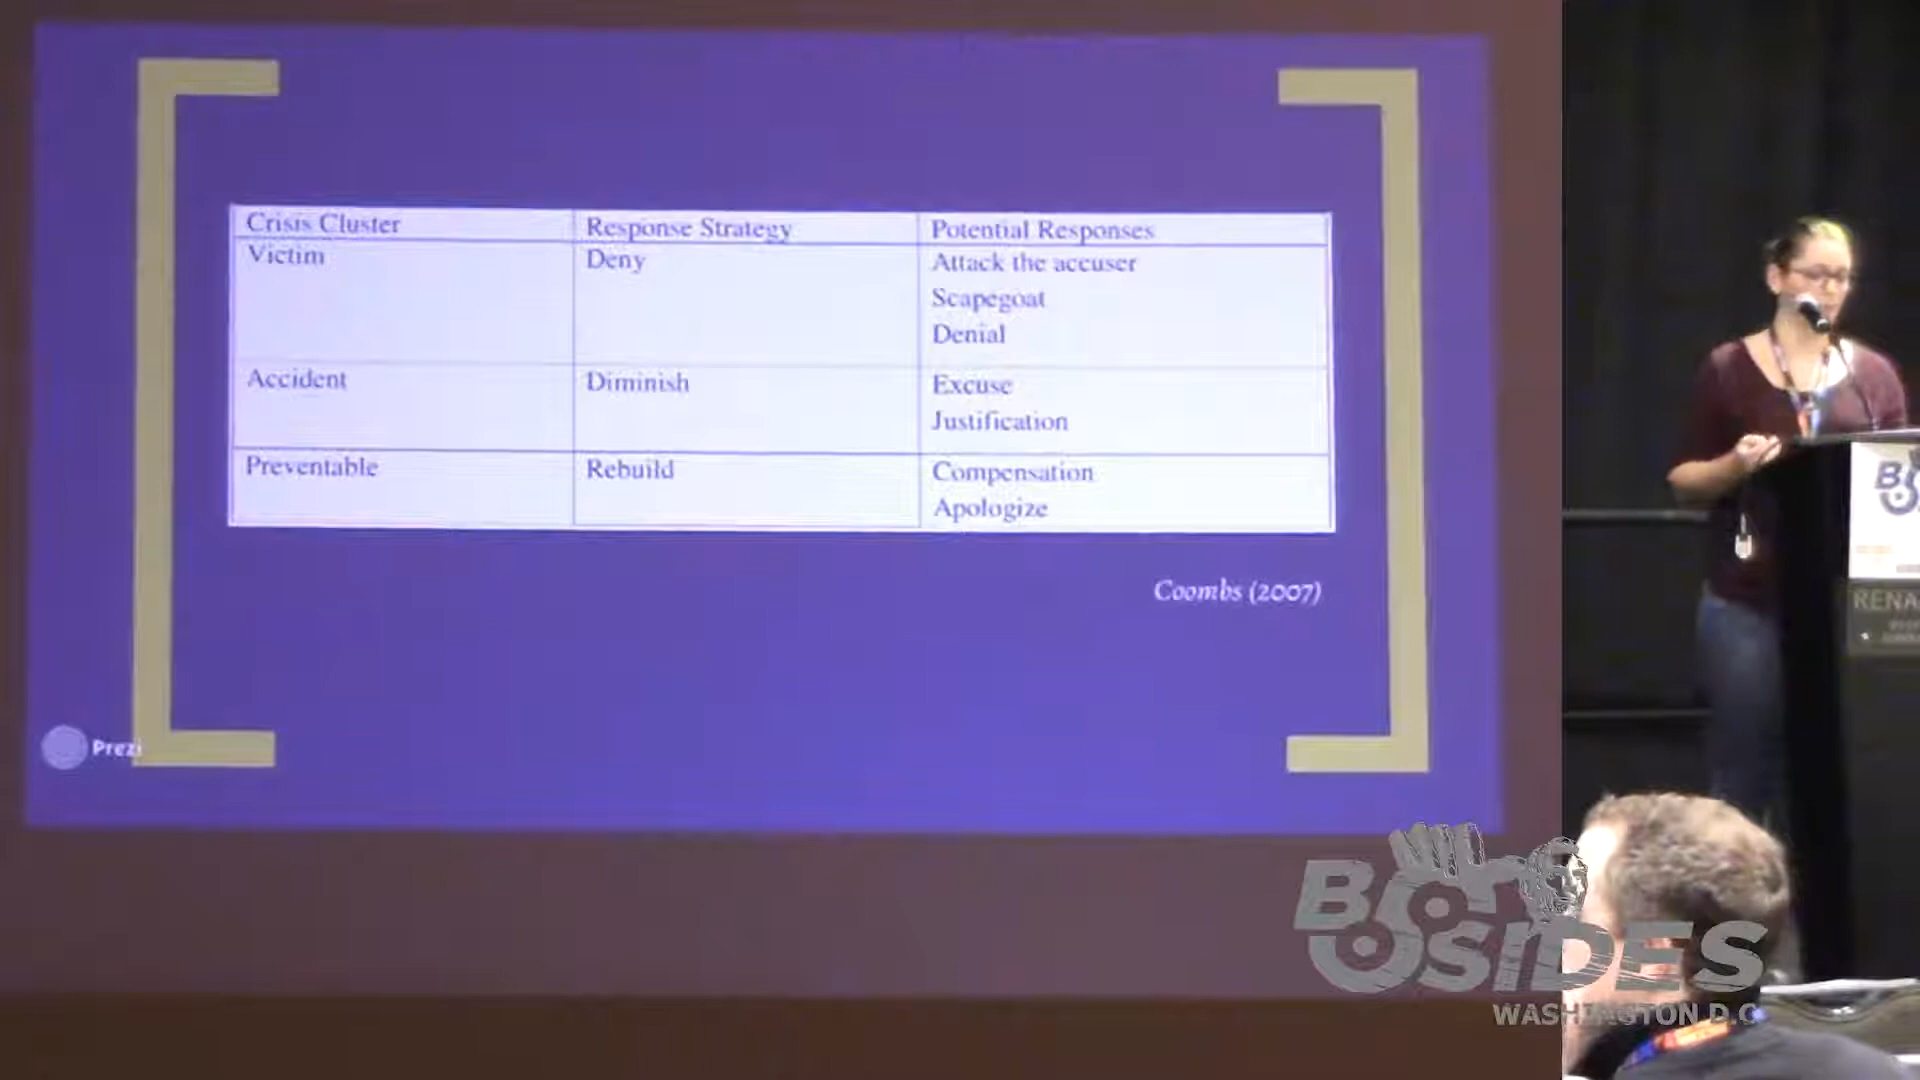 Crisis Cluster Response Strategy Potential Responses
Victim Deny Attack the accuser
Scapegoat
Denial
Accident Diminish Excuse
Justification
Preventable Rebuild Compensation
Apologize
Coombs (2007)
Prezi
RENA
BSIDES
WASHINGTON D.C